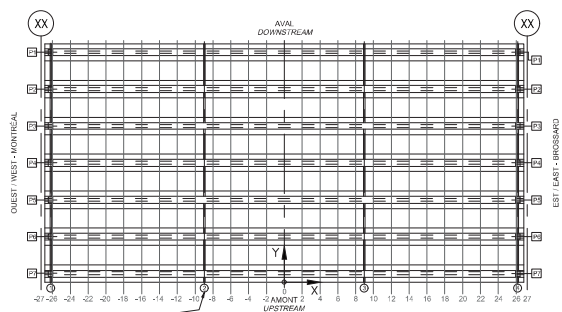 XX
AVAL
DOWNSTREAM
XX
P1
P1
P2
P2
P3
P3
P4
P4
P5
P5
P6
P6
P7
P7
OUEST / WEST - MONTRÉAL
EST / EAST - BROSSARD
Y
X
-27 -26 -24 -22 -20 -18 -16 -14 -12 -10 -8 -6 -4 -2 0 2 4 6 8 10 12 14 16 18 20 22 24 26 27
AMONT
UPSTREAM